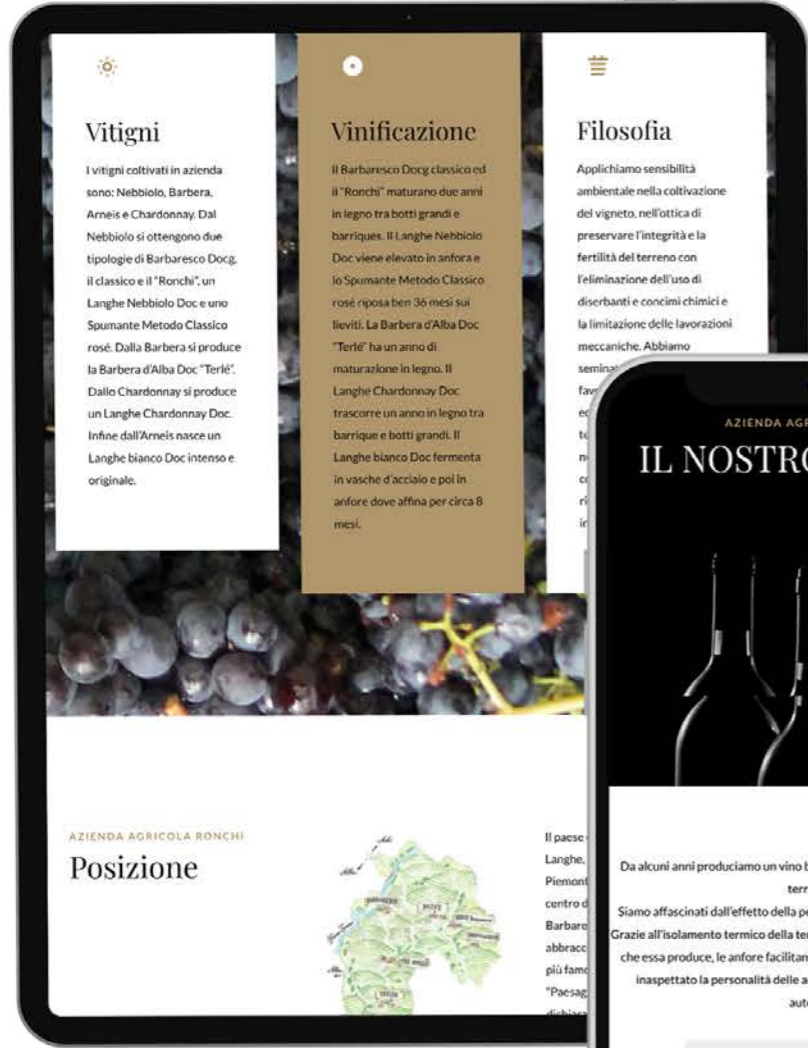 Vitigni
I vitigni coltivati in azienda
sono: Nebbiolo, Barbera,
Arneis e Chardonnay. Dal
Nebbiolo si ottengono due
tipologie di Barbaresco Docg,
il classico e il "Ronchi", un
Langhe Nebbiolo Doc e uno
Spumante Metodo Classico
rosé. Dalla Barbera si produce
la Barbera d'Alba Doc "Terlé".
Dallo Chardonnay si produce
un Langhe Chardonnay Doc.
Infine dall'Arneis nasce un
Langhe bianco Doc intenso e
originale.
Vinificazione
Il Barbaresco Docg classico ed
il "Ronchi" maturano due anni
in legno tra botti grandi e
barriques. Il Langhe Nebbiolo
Doc viene elevato in anfora e
lo Spumante Metodo Classico
rosé riposa ben 36 mesi sui
lieviti. La Barbera d'Alba Doc
"Terlé" ha un anno di
maturazione in legno. Il
Langhe Chardonnay Doc
trascorre un anno in legno tra
barrique e botti grandi. Il
Langhe bianco Doc fermenta
in vasche d'acciaio e poi in
anfore dove affina per circa 8
mesi.
Filosofia
Applichiamo sensibilità
ambientale nella coltivazione
del vigneto, nell'ottica di
preservare l'integrità e la
fertilità del terreno con
l'eliminazione dell'uso di
diserbanti e concimi chimici e
la limitazione delle lavorazioni
meccaniche. Abbiamo
AZIENDA AGRICOLA RONCHI
Posizione
Il paese
Langhe,
Piemont
centro d
Barbare
abbracc
più famo
"Paesag
AZIENDA AGR
IL NOSTRO
Da alcuni anni produciamo un vino b
terr
Siamo affascinati dall'effetto della pe
Grazie all'isolamento termico della ter
che essa produce, le anfore facilitan
inaspettato la personalità delle a
aut